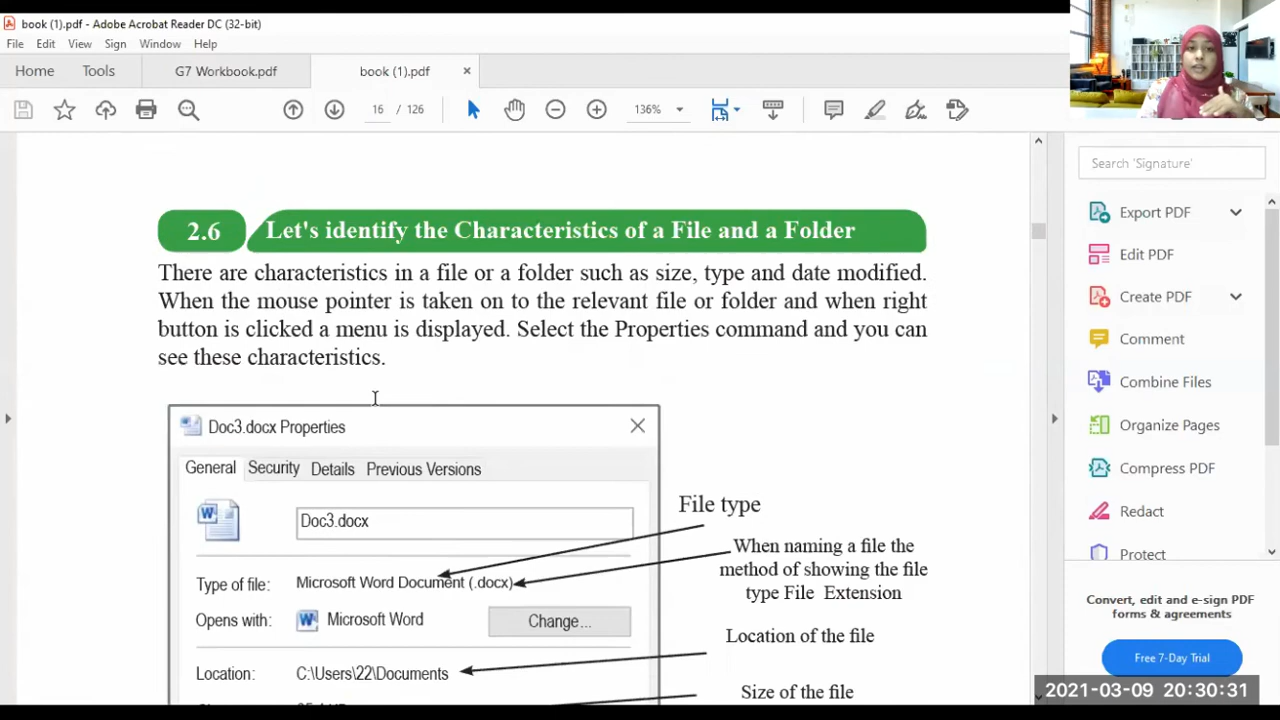 book (1).pdf - Adobe Acrobat Reader DC (32-bit)
File Edit View Sign Window Help
Home Tools G7 Workbook.pdf book (1).pdf ×
16 / 126 136%
2.6 Let's identify the Characteristics of a File and a Folder
There are characteristics in a file or a folder such as size, type and date modified.
When the mouse pointer is taken on to the relevant file or folder and when right
button is clicked a menu is displayed. Select the Properties command and you can
see these characteristics.
Doc3.docx Properties
General Security Details Previous Versions
Doc3.docx
File type
When naming a file the
method of showing the file
type File Extension
Type of file: Microsoft Word Document (.docx)
Opens with: Microsoft Word Change...
Location of the file
Location: C:\Users\22\Documents
Size of the file
Search 'Signature'
Export PDF
Edit PDF
Create PDF
Comment
Combine Files
Organize Pages
Compress PDF
Redact
Protect
Convert, edit and e-sign PDF
forms & agreements
Free 7-Day Trial
2021-03-09 20:30:31